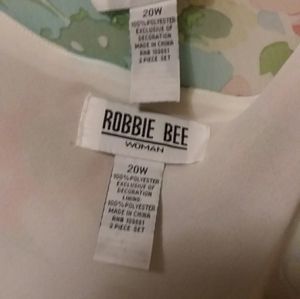 20W
100% POLYESTER
EXCLUSIVE OF
DECORATION
MADE IN CHINA
2 PIECE SET
ROBBIE BEE
WOMAN
20W
100% POLYESTER
EXCLUSIVE OF
DECORATION
LINING:
100% POLYESTER
MADE IN CHINA
2 PIECE SET